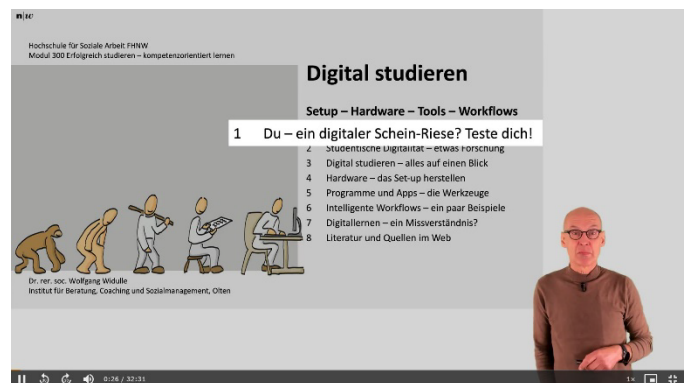 n|w
Hochschule für Soziale Arbeit FHNW
Modul 300 Erfolgreich studieren – kompetenzorientiert lernen
Digital studieren
Setup – Hardware – Tools – Workflows
1 Du – ein digitaler Schein-Riese? Teste dich!
2 Studentische Digitalität – etwas Forschung
3 Digital studieren – alles auf einen Blick
4 Hardware – das Set-up herstellen
5 Programme und Apps – die Werkzeuge
6 Intelligente Workflows – ein paar Beispiele
7 Digitallernen – ein Missverständnis?
8 Literatur und Quellen im Web
Dr. rer. soc. Wolfgang Widulle
Institut für Beratung, Coaching und Sozialmanagement, Olten
0:26 / 32:31
1×